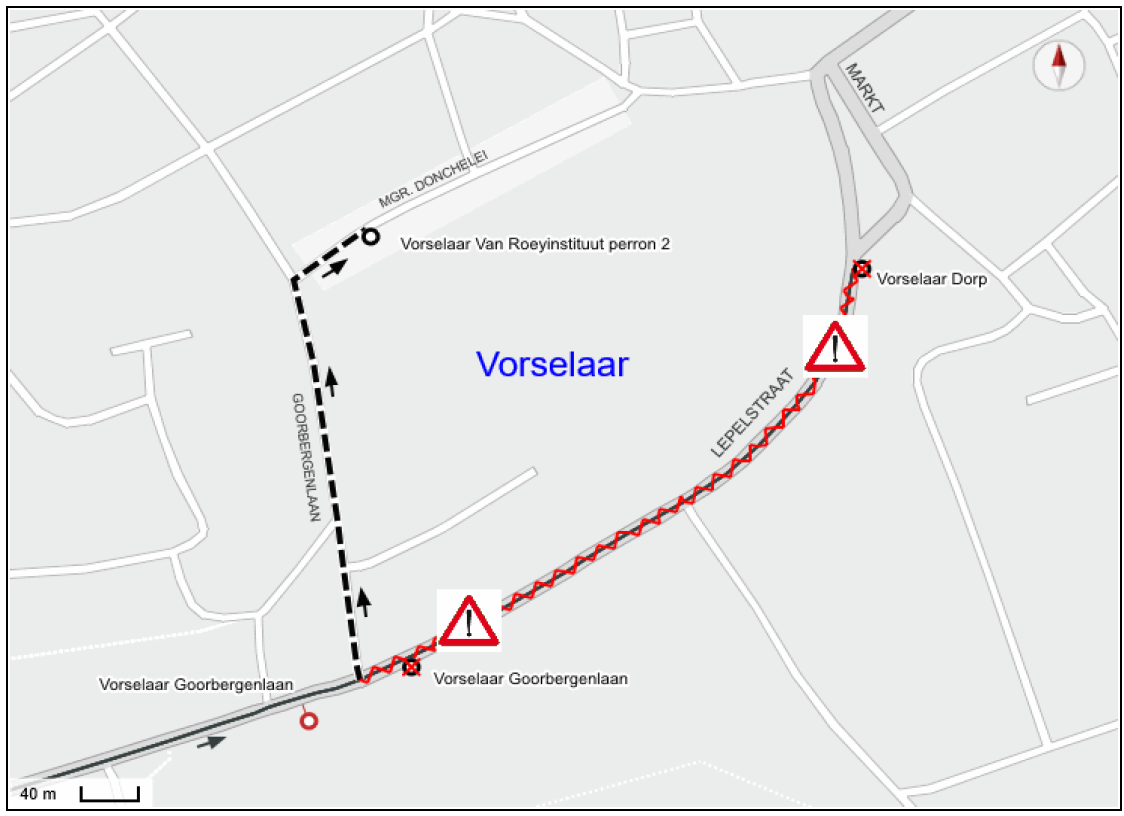 MARKT
MGR. DONCHELEI
Vorselaar Van Roeyinstituut perron 2
Vorselaar Dorp
Vorselaar
LEPELSTRAAT
GOORBERGENLAAN
!
!
Vorselaar Goorbergenlaan
Vorselaar Goorbergenlaan
40 m